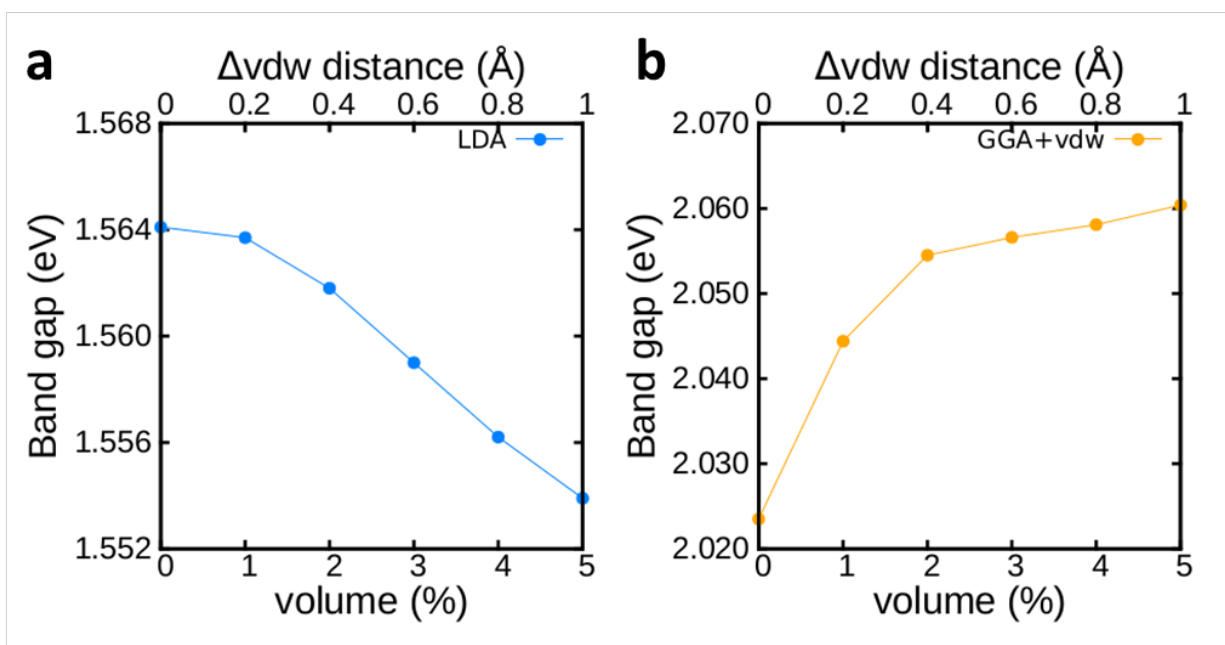 a
Δvdw distance (Å)
0 0.2 0.4 0.6 0.8 1
1.568
1.564
1.560
1.556
1.552
Band gap (eV)
LDA
0 1 2 3 4 5
volume (%)
b
Δvdw distance (Å)
0 0.2 0.4 0.6 0.8 1
2.070
2.060
2.050
2.040
2.030
2.020
Band gap (eV)
GGA+vdw
0 1 2 3 4 5
volume (%)